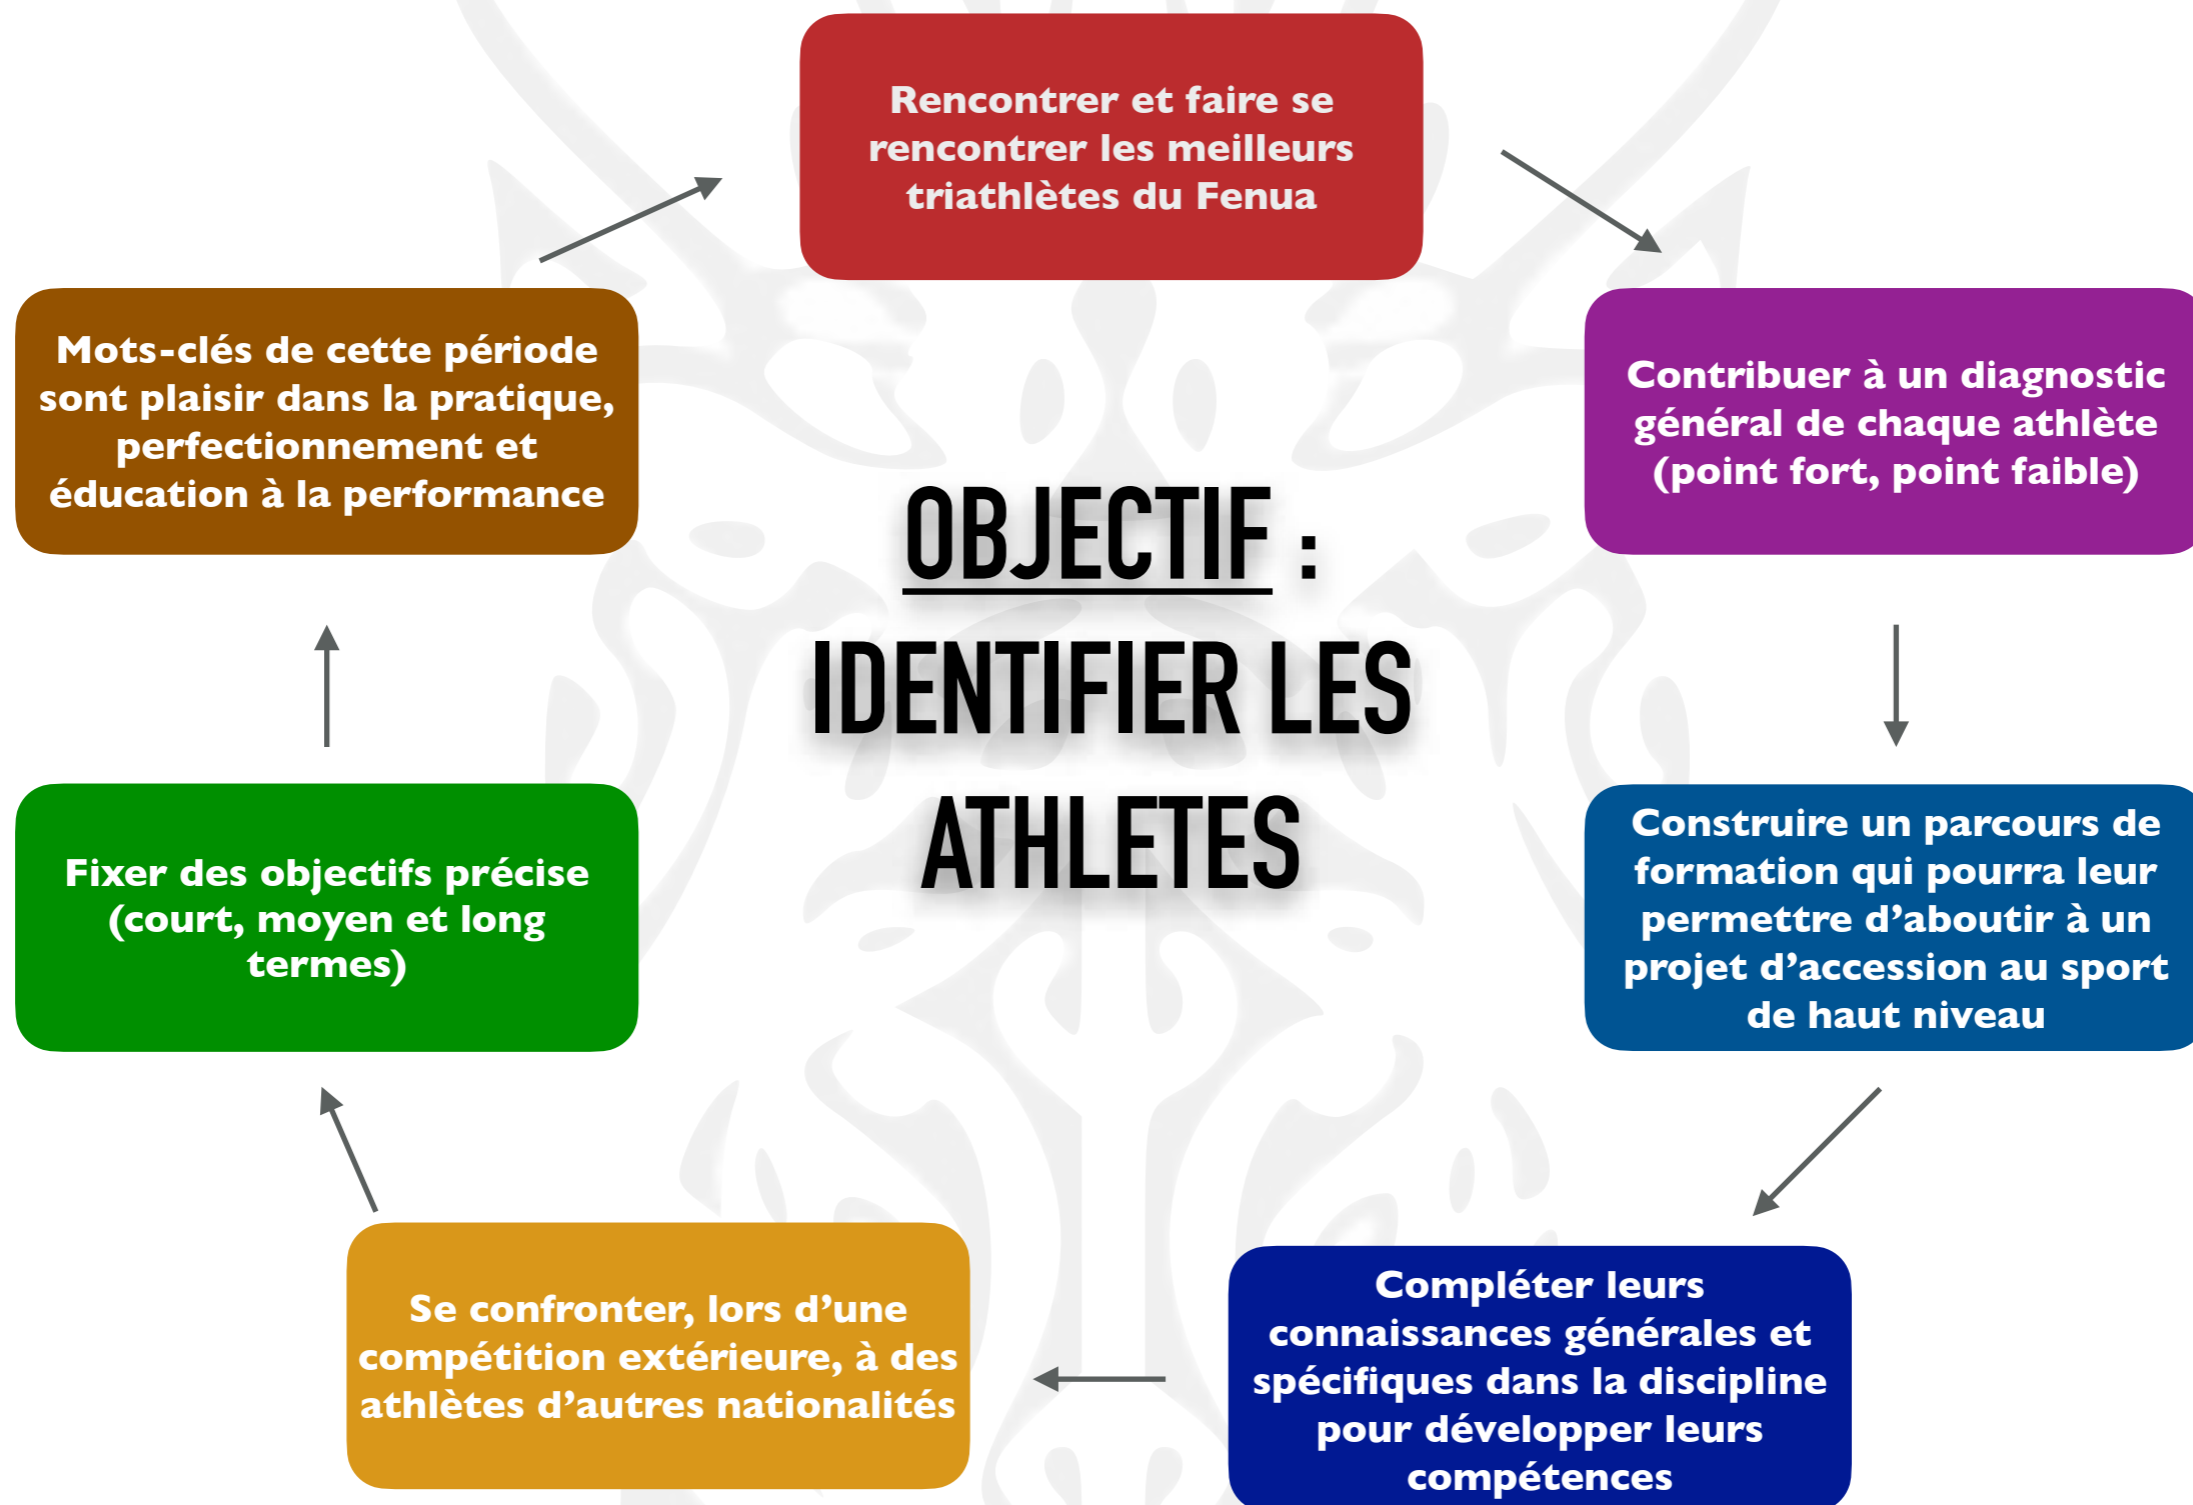 Rencontrer et faire se
rencontrer les meilleurs
triathlètes du Fenua
Contribuer à un diagnostic
général de chaque athlète
(point fort, point faible)
Construire un parcours de
formation qui pourra leur
permettre d’aboutir à un
projet d’accession au sport
de haut niveau
Compléter leurs
connaissances générales et
spécifiques dans la discipline
pour développer leurs
compétences
Se confronter, lors d’une
compétition extérieure, à des
athlètes d’autres nationalités
Fixer des objectifs précise
(court, moyen et long
termes)
Mots-clés de cette période
sont plaisir dans la pratique,
perfectionnement et
éducation à la performance
OBJECTIF :
IDENTIFIER LES
ATHLETES